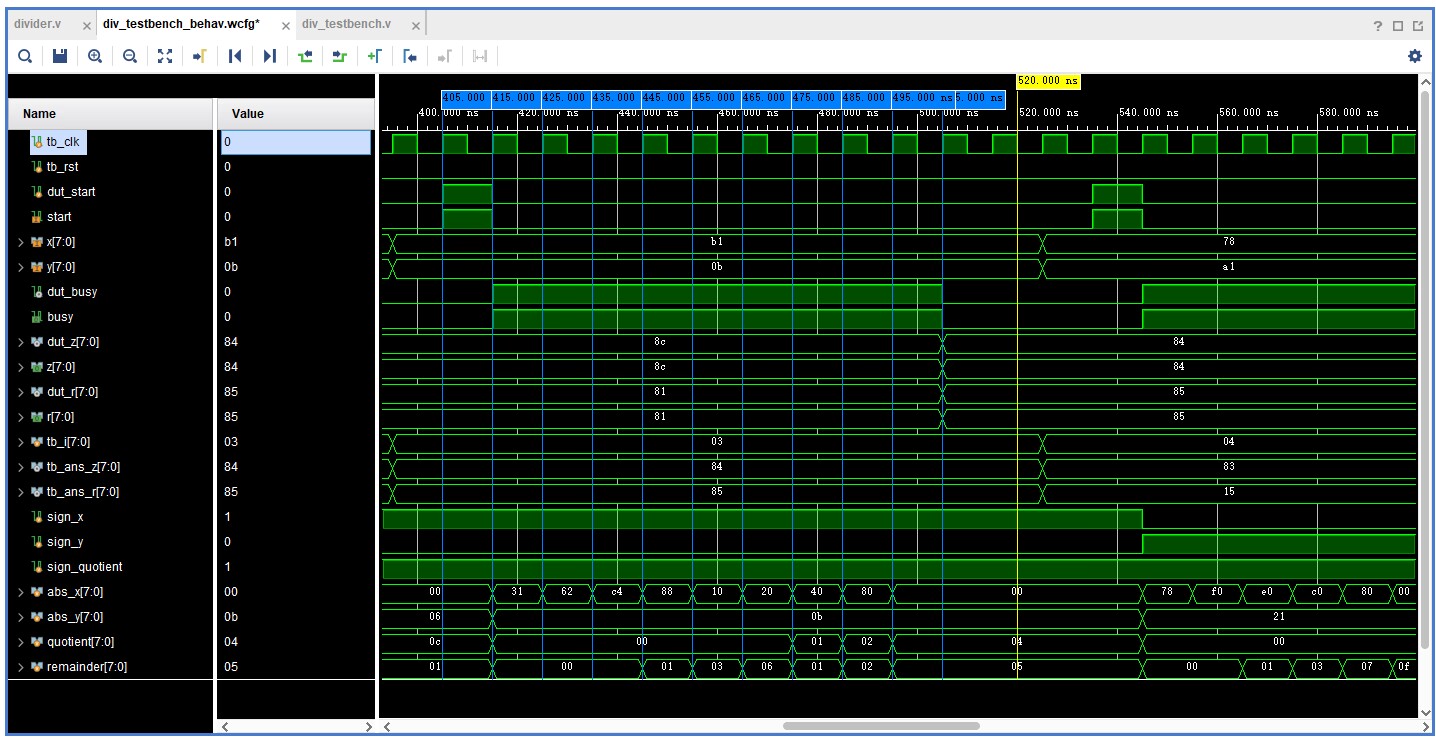 divider.v × div_testbench_behav.wcfg* × div_testbench.v ×
?
520.000 ns
405.000 415.000 425.000 435.000 445.000 455.000 465.000 475.000 485.000 495.000 ns 5.000 ns
Name Value
400.000 ns 420.000 ns 440.000 ns 460.000 ns 480.000 ns 500.000 ns 520.000 ns 540.000 ns 560.000 ns 580.000 ns
tb_clk 0
tb_rst 0
dut_start 0
start 0
x[7:0] b1 b1 78
y[7:0] 0b 0b a1
dut_busy 0
busy 0
dut_z[7:0] 84 8c 84
z[7:0] 84 8c 84
dut_r[7:0] 85 81 85
r[7:0] 85 81 85
tb_i[7:0] 03 03 04
tb_ans_z[7:0] 84 84 83
tb_ans_r[7:0] 85 85 15
sign_x 1
sign_y 0
sign_quotient 1
abs_x[7:0] 00 00 31 62 c4 88 10 20 40 80 00 78 f0 e0 c0 80 00
abs_y[7:0] 0b 06 0b 21
quotient[7:0] 04 0c 00 01 02 04 00
remainder[7:0] 05 01 00 01 03 06 01 02 05 00 01 03 07 0f